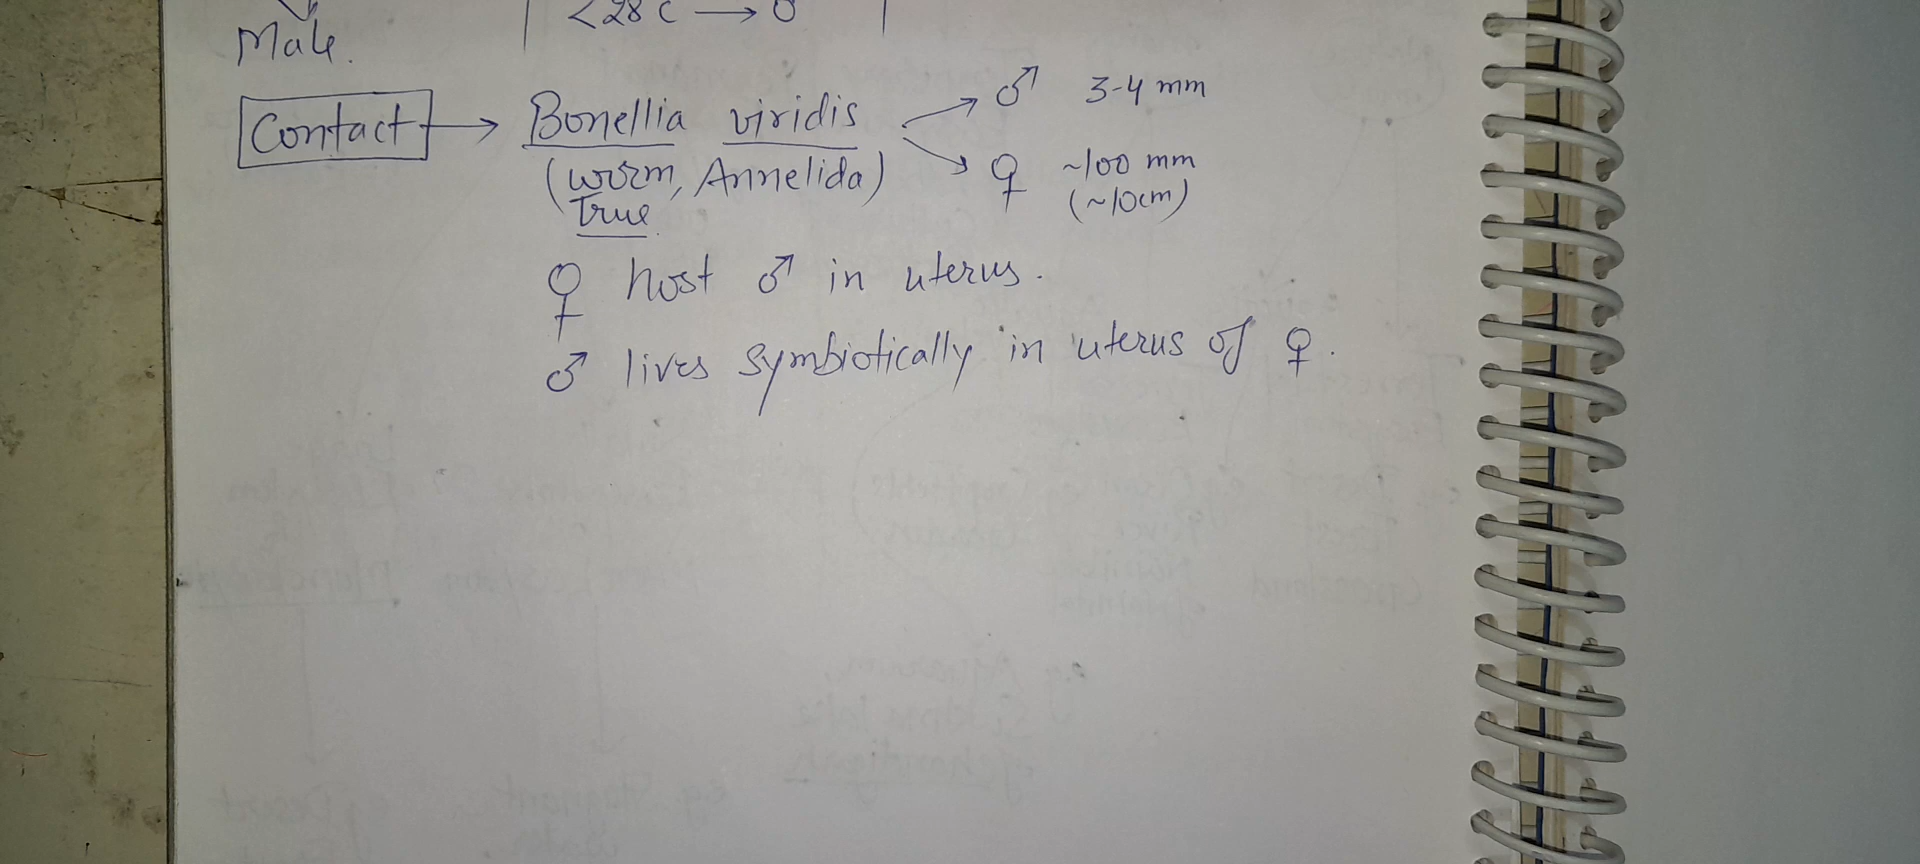 Male.
<28 C →
Contact → Bonellia viridis
♂ 3-4 mm
♀ ~100 mm
(~10cm)
(worm, Annelida)
True
♀ host ♂ in uterus.
♂ lives symbiotically in uterus of ♀.